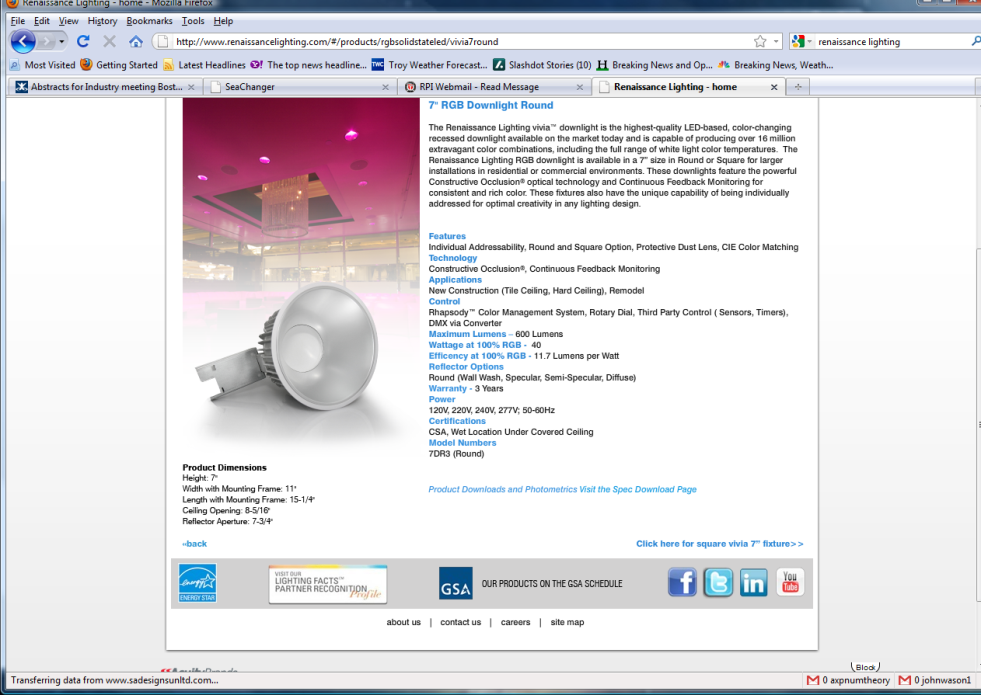 Renaissance Lighting - home - Mozilla Firefox
File Edit View History Bookmarks Tools Help
http://www.renaissancelighting.com/#/products/rgbsolidstateled/vivia7round
renaissance lighting
Most Visited Getting Started Latest Headlines The top news headline... TWC Troy Weather Forecast... Slashdot Stories (10) H Breaking News and Op... Breaking News, Weath...
Abstracts for Industry meeting Bost... SeaChanger RPI Webmail - Read Message Renaissance Lighting - home
7" RGB Downlight Round
The Renaissance Lighting vivia™ downlight is the highest-quality LED-based, color-changing
recessed downlight available on the market today and is capable of producing over 16 million
extravagant color combinations, including the full range of white light color temperatures. The
Renaissance Lighting RGB downlight is available in a 7" size in Round or Square for larger
installations in residential or commercial environments. These downlights feature the powerful
Constructive Occlusion® optical technology and Continuous Feedback Monitoring for
consistent and rich color. These fixtures also have the unique capability of being individually
addressed for optimal creativity in any lighting design.
Features
Individual Addressability, Round and Square Option, Protective Dust Lens, CIE Color Matching
Technology
Constructive Occlusion®, Continuous Feedback Monitoring
Applications
New Construction (Tile Ceiling, Hard Ceiling), Remodel
Control
Rhapsody™ Color Management System, Rotary Dial, Third Party Control ( Sensors, Timers),
DMX via Converter
Maximum Lumens – 600 Lumens
Wattage at 100% RGB - 40
Efficency at 100% RGB - 11.7 Lumens per Watt
Reflector Options
Round (Wall Wash, Specular, Semi-Specular, Diffuse)
Warranty - 3 Years
Power
120V, 220V, 240V, 277V; 50-60Hz
Certifications
CSA, Wet Location Under Covered Ceiling
Model Numbers
7DR3 (Round)
Product Dimensions
Height: 7"
Width with Mounting Frame: 11"
Length with Mounting Frame: 15-1/4"
Ceiling Opening: 8-5/16"
Reflector Aperture: 7-3/4"
Product Downloads and Photometrics Visit the Spec Download Page
‹‹back
Click here for square vivia 7" fixture>>
energy
ENERGY STAR
VISIT OUR
LIGHTING FACTS™
PARTNER RECOGNITION
Profile
GSA
OUR PRODUCTS ON THE GSA SCHEDULE
f t in You Tube
about us | contact us | careers | site map
AcuityBrands
Block
Transferring data from www.sadesignsunltd.com...
0 axpnumtheory 0 johnwason1